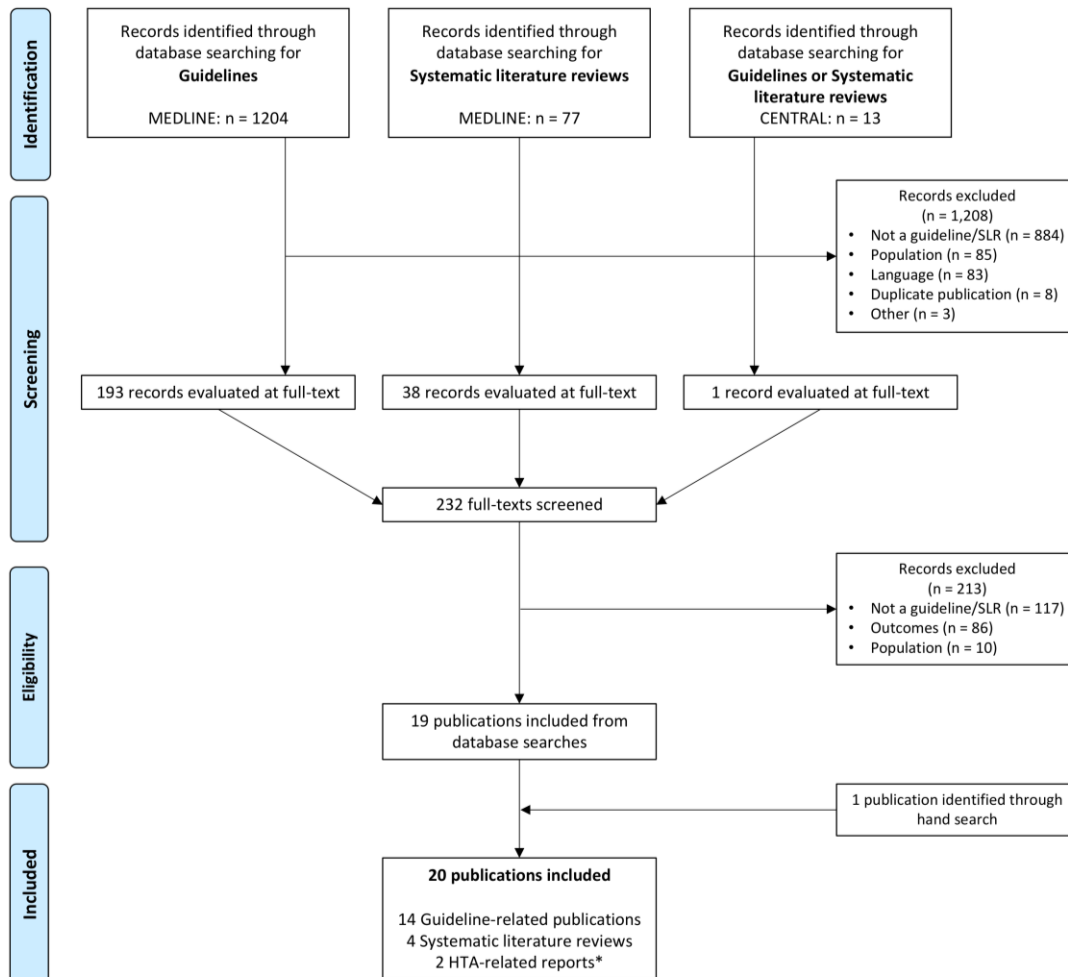 Identification
Records identified through
database searching for
Guidelines
MEDLINE: n = 1204
Records identified through
database searching for
Systematic literature reviews
MEDLINE: n = 77
Records identified through
database searching for
Guidelines or Systematic
literature reviews
CENTRAL: n = 13
Screening
Records excluded
(n = 1,208)
• Not a guideline/SLR (n = 884)
• Population (n = 85)
• Language (n = 83)
• Duplicate publication (n = 8)
• Other (n = 3)
193 records evaluated at full-text
38 records evaluated at full-text
1 record evaluated at full-text
232 full-texts screened
Eligibility
Records excluded
(n = 213)
• Not a guideline/SLR (n = 117)
• Outcomes (n = 86)
• Population (n = 10)
19 publications included from
database searches
Included
1 publication identified through
hand search
20 publications included
14 Guideline-related publications
4 Systematic literature reviews
2 HTA-related reports*